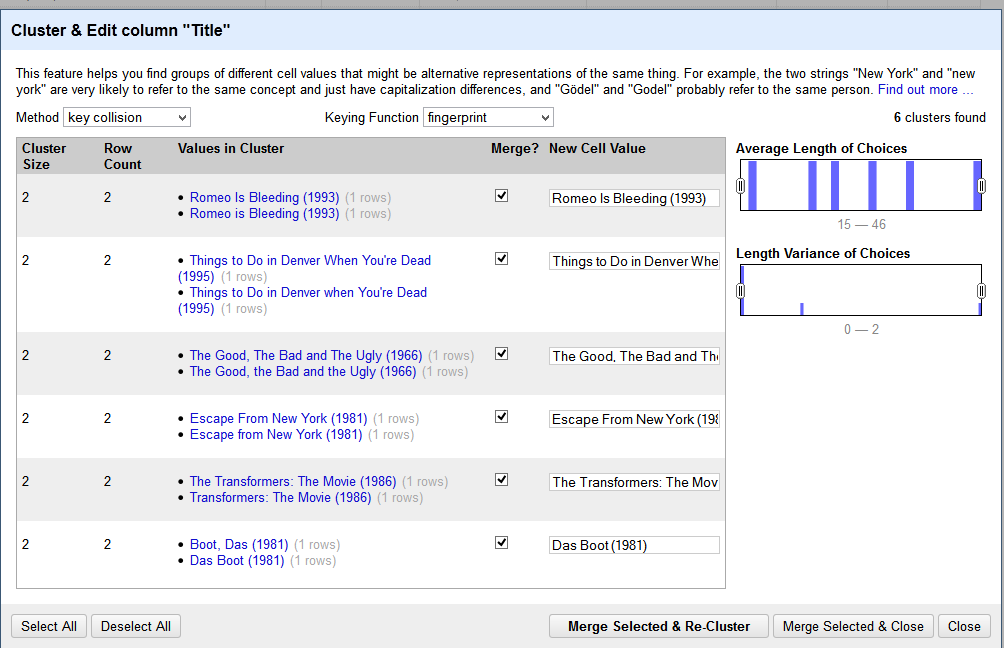 Cluster & Edit column "Title"
This feature helps you find groups of different cell values that might be alternative representations of the same thing. For example, the two strings "New York" and "new
york" are very likely to refer to the same concept and just have capitalization differences, and "Gödel" and "Godel" probably refer to the same person. Find out more ...
Method key collision Keying Function fingerprint 6 clusters found
Cluster Size Row Count Values in Cluster Merge? New Cell Value
2 2 • Romeo Is Bleeding (1993) (1 rows) Romeo Is Bleeding (1993)
• Romeo is Bleeding (1993) (1 rows)
2 2 • Things to Do in Denver When You're Dead Things to Do in Denver Whe
(1995) (1 rows)
• Things to Do in Denver when You're Dead
(1995) (1 rows)
2 2 • The Good, The Bad and The Ugly (1966) (1 rows) The Good, The Bad and Th
• The Good, the Bad and the Ugly (1966) (1 rows)
2 2 • Escape From New York (1981) (1 rows) Escape From New York (198
• Escape from New York (1981) (1 rows)
2 2 • The Transformers: The Movie (1986) (1 rows) The Transformers: The Mov
• Transformers: The Movie (1986) (1 rows)
2 2 • Boot, Das (1981) (1 rows) Das Boot (1981)
• Das Boot (1981) (1 rows)
Average Length of Choices
15 — 46
Length Variance of Choices
0 — 2
Select All Deselect All Merge Selected & Re-Cluster Merge Selected & Close Close